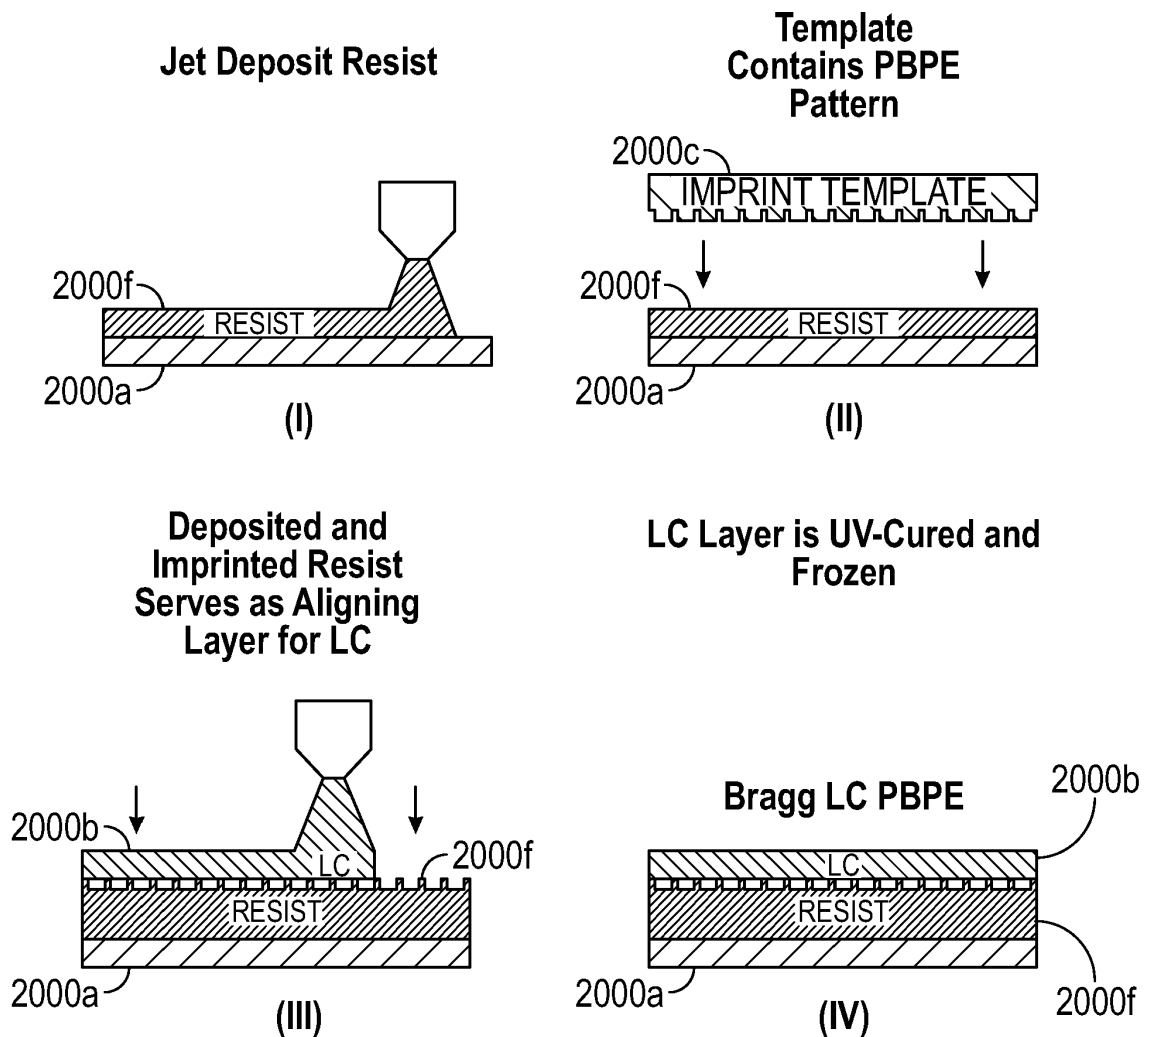 Jet Deposit Resist
2000f
RESIST
2000a
(I)
Template
Contains PBPE
Pattern
2000c
IMPRINT TEMPLATE
2000f
RESIST
2000a
(II)
Deposited and
Imprinted Resist
Serves as Aligning
Layer for LC
2000b
LC
2000f
RESIST
2000a
(III)
LC Layer is UV-Cured and
Frozen
Bragg LC PBPE
2000b
LC
RESIST
2000a
2000f
(IV)